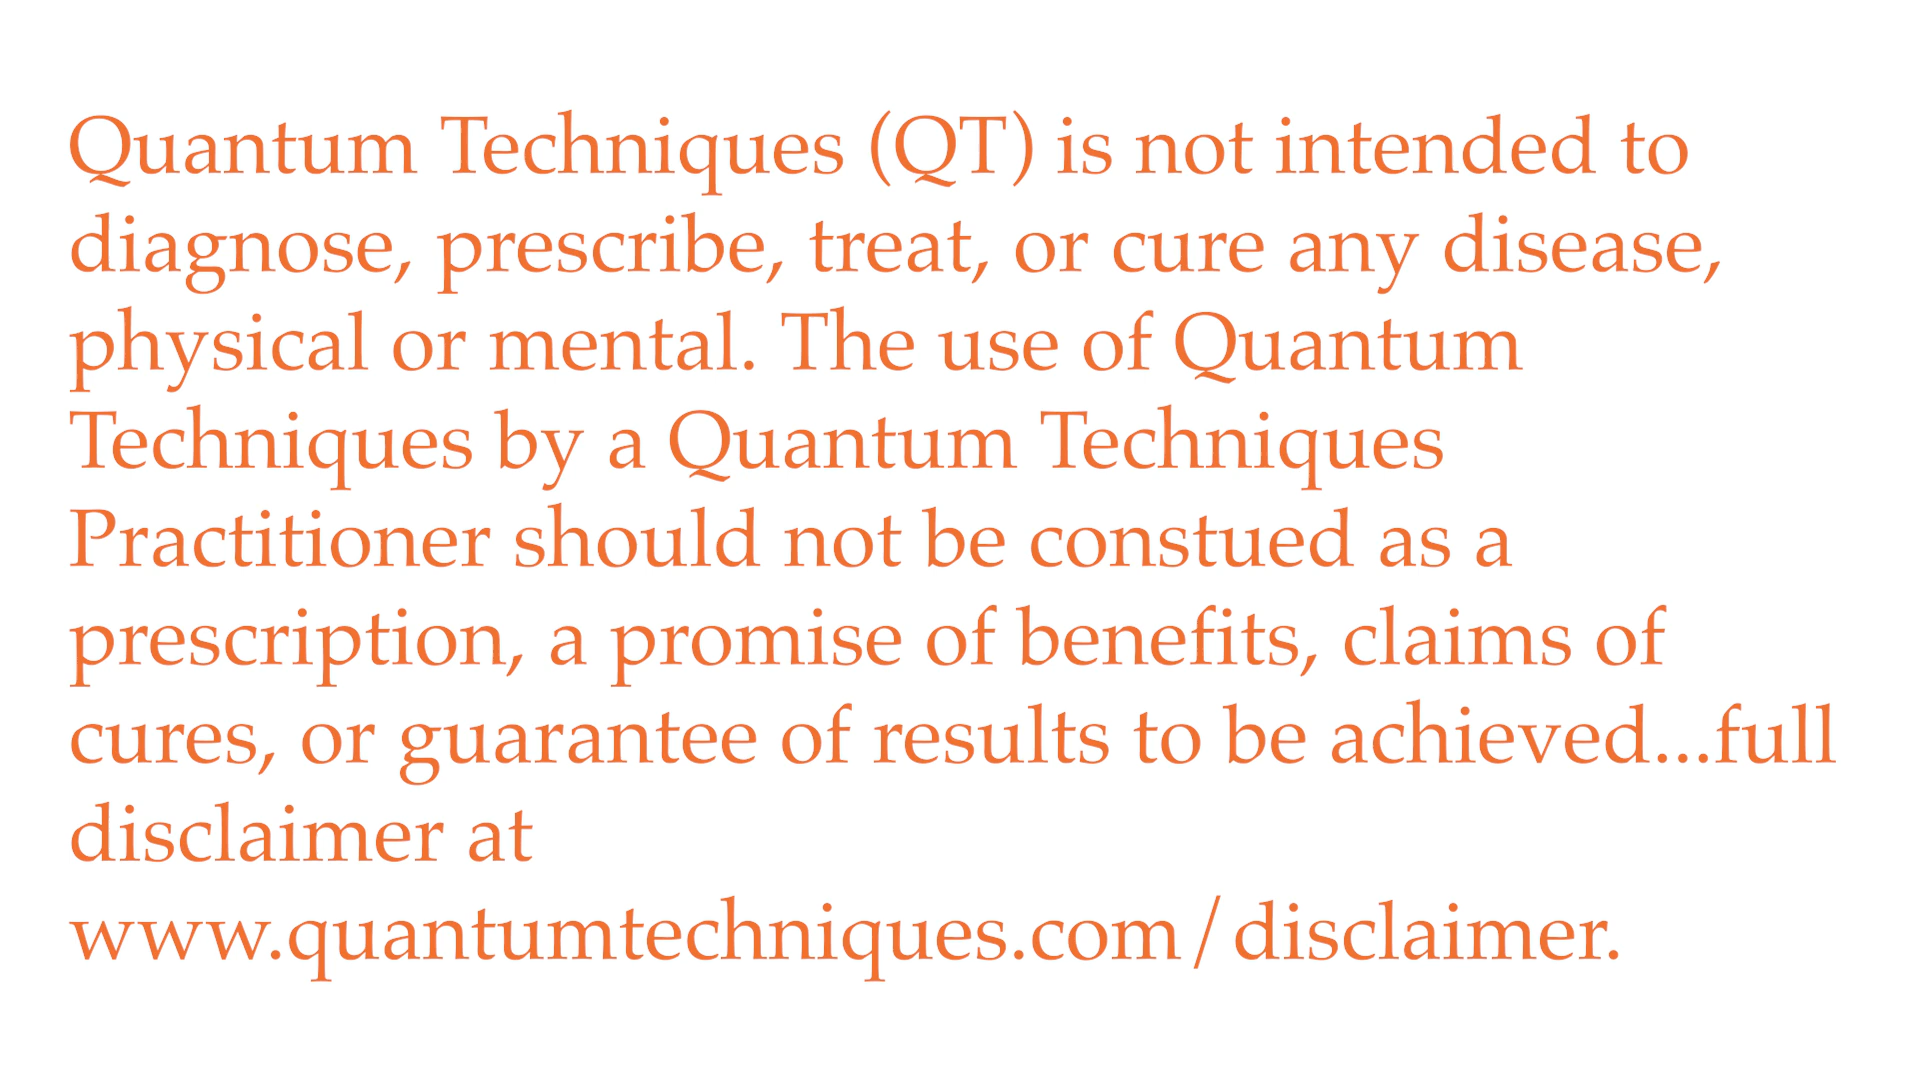 Quantum Techniques (QT) is not intended to
diagnose, prescribe, treat, or cure any disease,
physical or mental. The use of Quantum
Techniques by a Quantum Techniques
Practitioner should not be constued as a
prescription, a promise of benefits, claims of
cures, or guarantee of results to be achieved...full
disclaimer at
www.quantumtechniques.com/disclaimer.